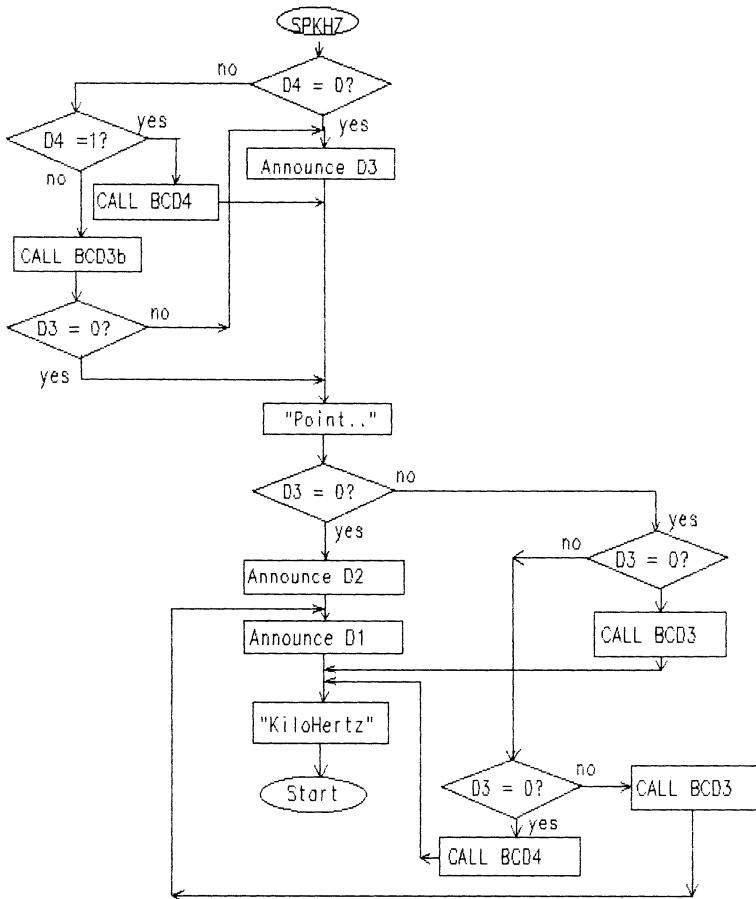 SPKHZ
no
D4 = 0?
yes
D4 =1?
yes
Announce D3
no
CALL BCD4
CALL BCD3b
D3 = 0?
no
yes
"Point.."
D3 = 0?
no
yes
yes
no
D3 = 0?
Announce D2
Announce D1
CALL BCD3
"KiloHertz"
Start
D3 = 0?
no
CALL BCD3
yes
CALL BCD4